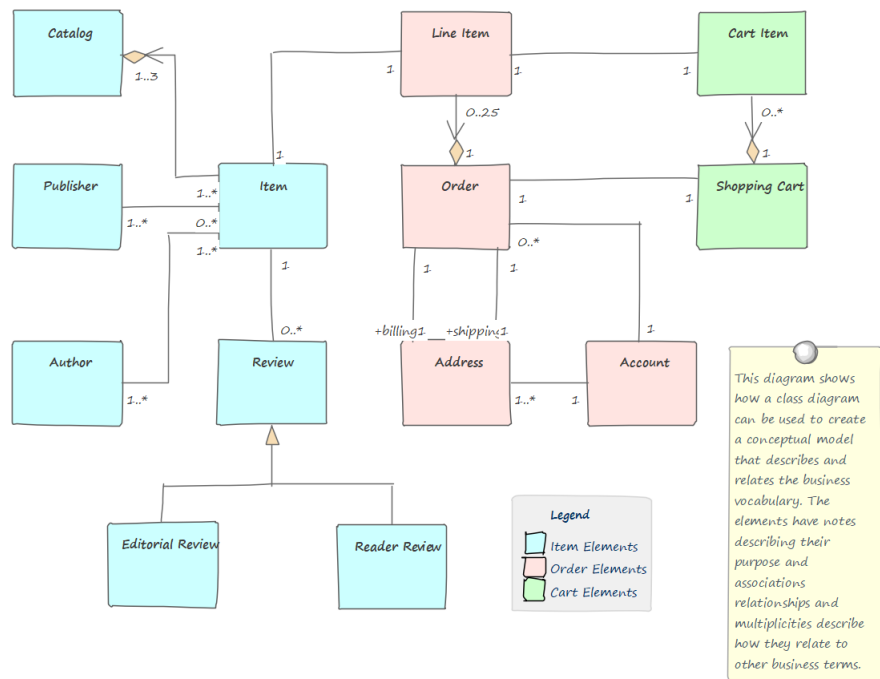 Catalog
Line Item
Cart Item
1..3
1
1
1
0..25
0..*
1
1
1
Publisher
Item
Order
Shopping Cart
1..*
1
1
1..*
0..*
0..*
1..*
1
1
1
0..*
+billing 1
+shipping 1
1
Author
Review
Address
Account
1..*
1..*
1
Editorial Review
Reader Review
Legend
Item Elements
Order Elements
Cart Elements
This diagram shows
how a class diagram
can be used to create
a conceptual model
that describes and
relates the business
vocabulary. The
elements have notes
describing their
purpose and
associations
relationships and
multiplicities describe
how they relate to
other business terms.